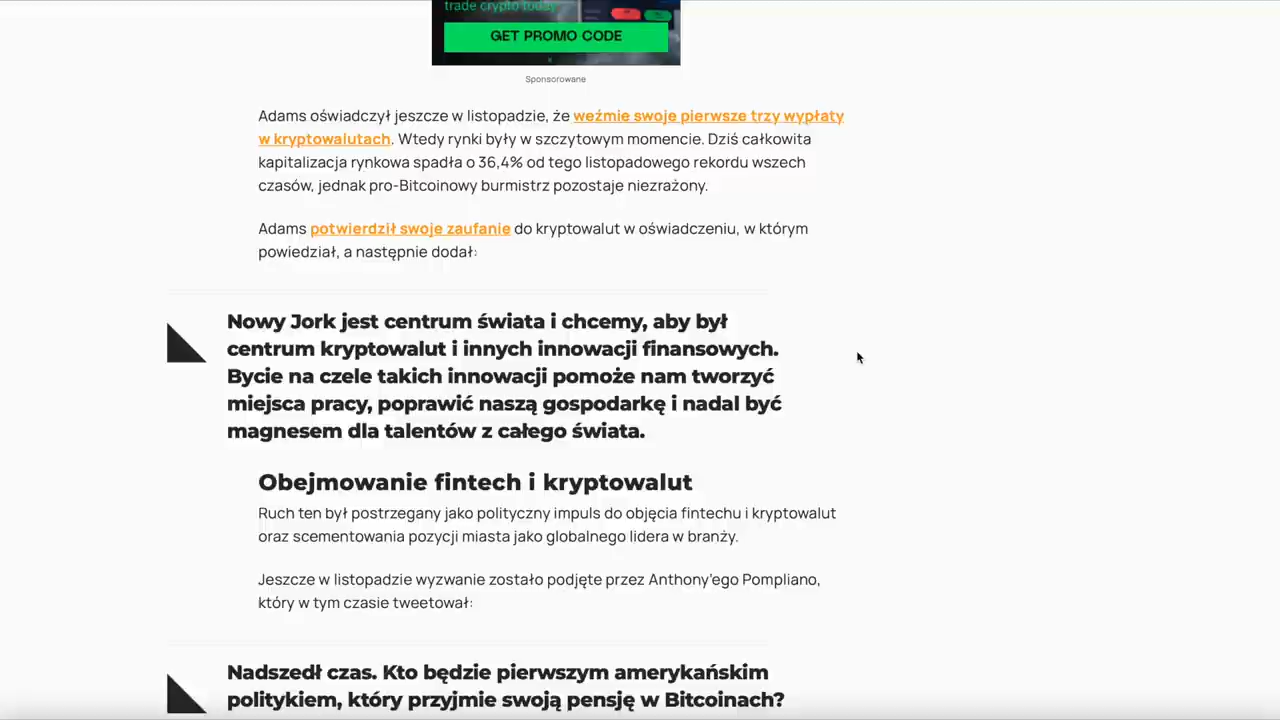 trade crypto today
GET PROMO CODE
Sponsorowane
Adams oświadczył jeszcze w listopadzie, że weźmie swoje pierwsze trzy wypłaty
w kryptowalutach. Wtedy rynki były w szczytowym momencie. Dziś całkowita
kapitalizacja rynkowa spadła o 36,4% od tego listopadowego rekordu wszech
czasów, jednak pro-Bitcoinowy burmistrz pozostaje niezrażony.
Adams potwierdził swoje zaufanie do kryptowalut w oświadczeniu, w którym
powiedział, a następnie dodał:
Nowy Jork jest centrum świata i chcemy, aby był
centrum kryptowalut i innych innowacji finansowych.
Bycie na czele takich innowacji pomoże nam tworzyć
miejsca pracy, poprawić naszą gospodarkę i nadal być
magnesem dla talentów z całego świata.
Obejmowanie fintech i kryptowalut
Ruch ten był postrzegany jako polityczny impuls do objęcia fintechu i kryptowalut
oraz scementowania pozycji miasta jako globalnego lidera w branży.
Jeszcze w listopadzie wyzwanie zostało podjęte przez Anthony'ego Pompliano,
który w tym czasie tweetował:
Nadszedł czas. Kto będzie pierwszym amerykańskim
politykiem, który przyjmie swoją pensję w Bitcoinach?